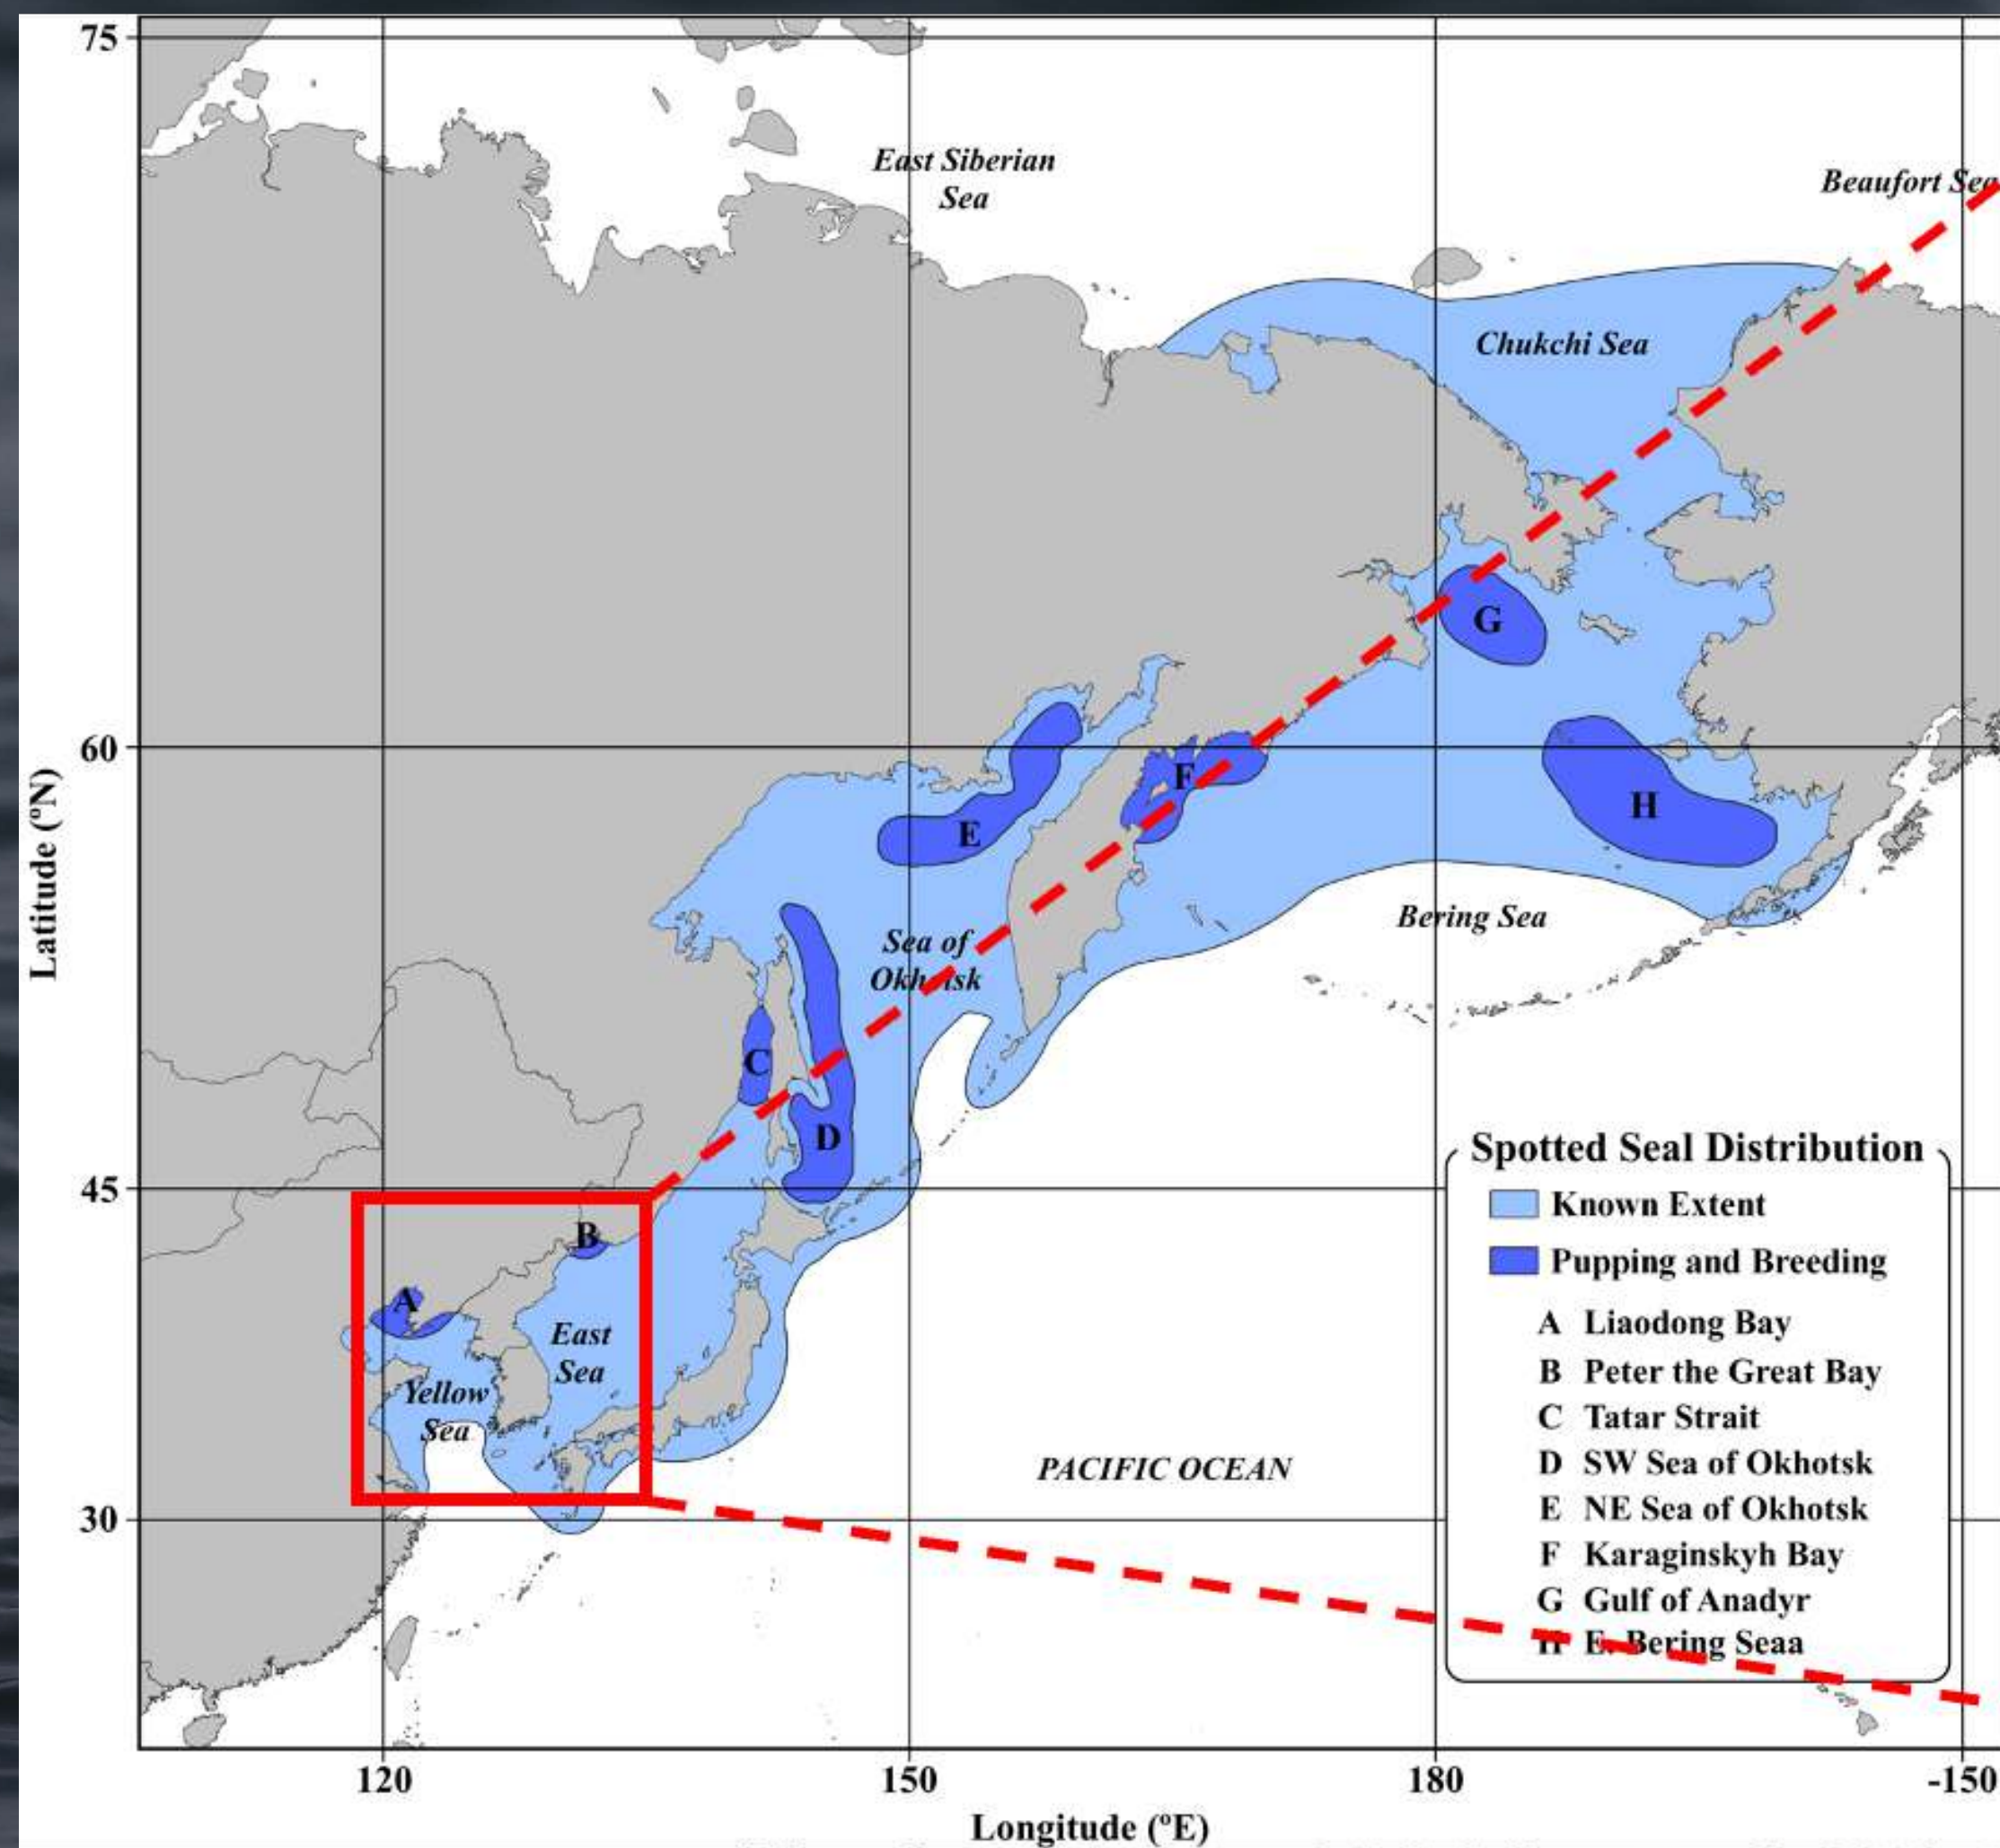 75
East Siberian
Sea
Beaufort Sea
Chukchi Sea
G
60
F
H
E
Latitude (ºN)
Bering Sea
Sea of
Okhotsk
C
D
Spotted Seal Distribution
45
Known Extent
B
Pupping and Breeding
A
A Liaodong Bay
East
Sea
B Peter the Great Bay
Yellow
Sea
C Tatar Strait
PACIFIC OCEAN
D SW Sea of Okhotsk
30
E NE Sea of Okhotsk
F Karaginskyh Bay
G Gulf of Anadyr
H E. Bering Seaa
120
150
180
-150
Longitude (ºE)